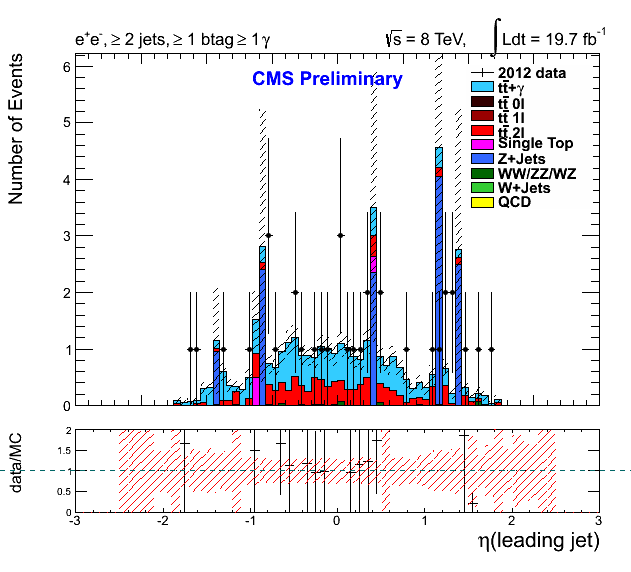 e⁺e⁻, ≥ 2 jets, ≥ 1 btag ≥ 1 γ
√s = 8 TeV, ∫ Ldt = 19.7 fb⁻¹
CMS Preliminary
2012 data
tt̄+γ
tt̄ 0l
tt̄ 1l
tt̄ 2l
Single Top
Z+Jets
WW/ZZ/WZ
W+Jets
QCD
Number of Events
6
5
4
3
2
1
0
data/MC
2
1.5
1
0.5
0
-3 -2 -1 0 1 2 3
η(leading jet)